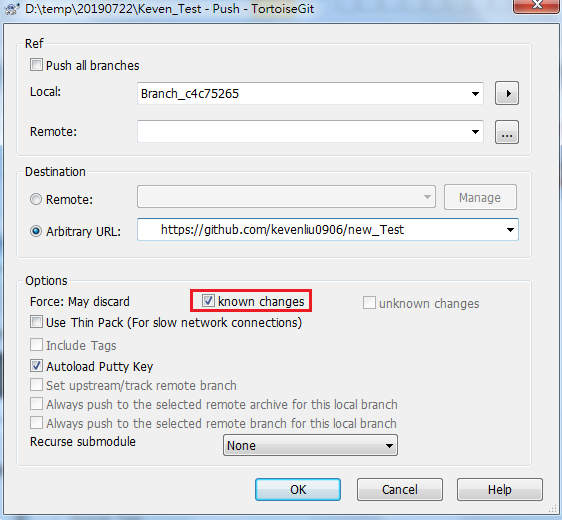 D:\temp\20190722\Keven_Test - Push - TortoiseGit
Ref
Push all branches
Local: Branch_c4c75265
Remote: ...
Destination
Remote: Manage
Arbitrary URL: https://github.com/kevenliu0906/new_Test
Options
Force: May discard known changes unknown changes
Use Thin Pack (For slow network connections)
Include Tags
Autoload Putty Key
Set upstream/track remote branch
Always push to the selected remote archive for this local branch
Always push to the selected remote branch for this local branch
Recurse submodule None
OK Cancel Help